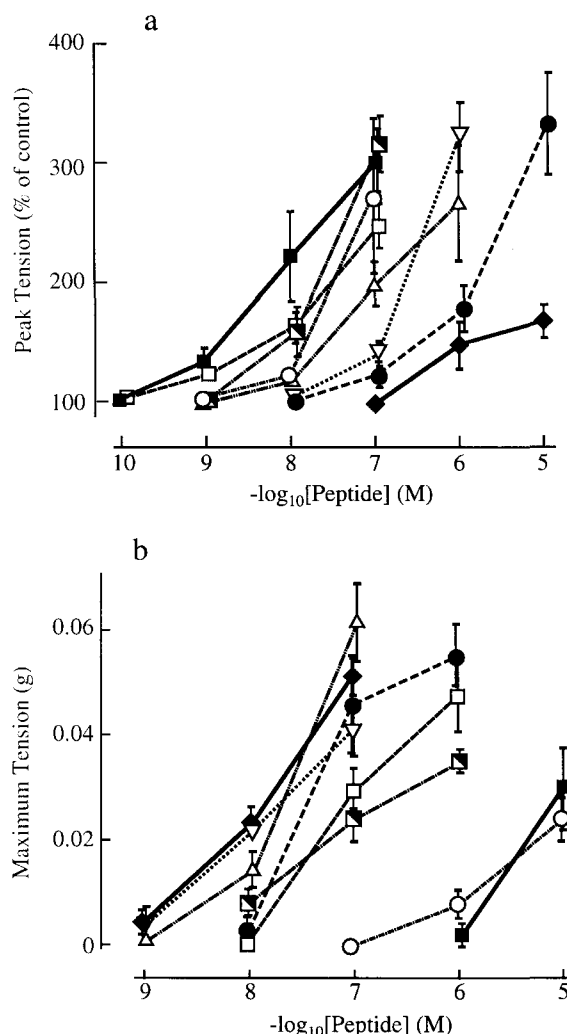 a
Peak Tension (% of control)
400
300
200
100
10 9 8 7 6 5
-log₁₀[Peptide] (M)
b
Maximum Tension (g)
0.06
0.04
0.02
0
9 8 7 6 5
-log₁₀[Peptide] (M)